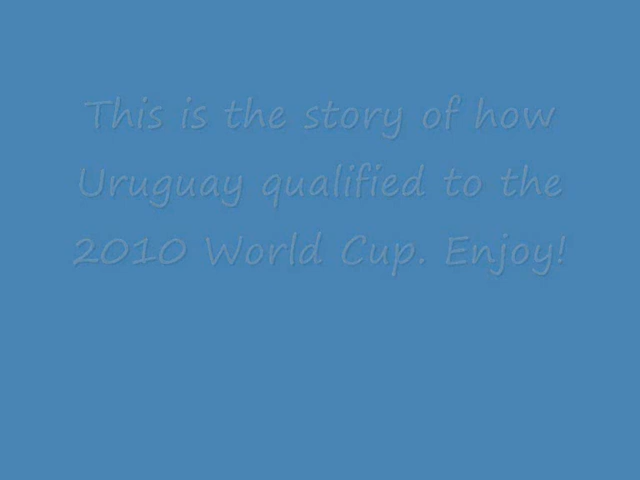 This is the story of how
Uruguay qualified to the
2010 World Cup. Enjoy!